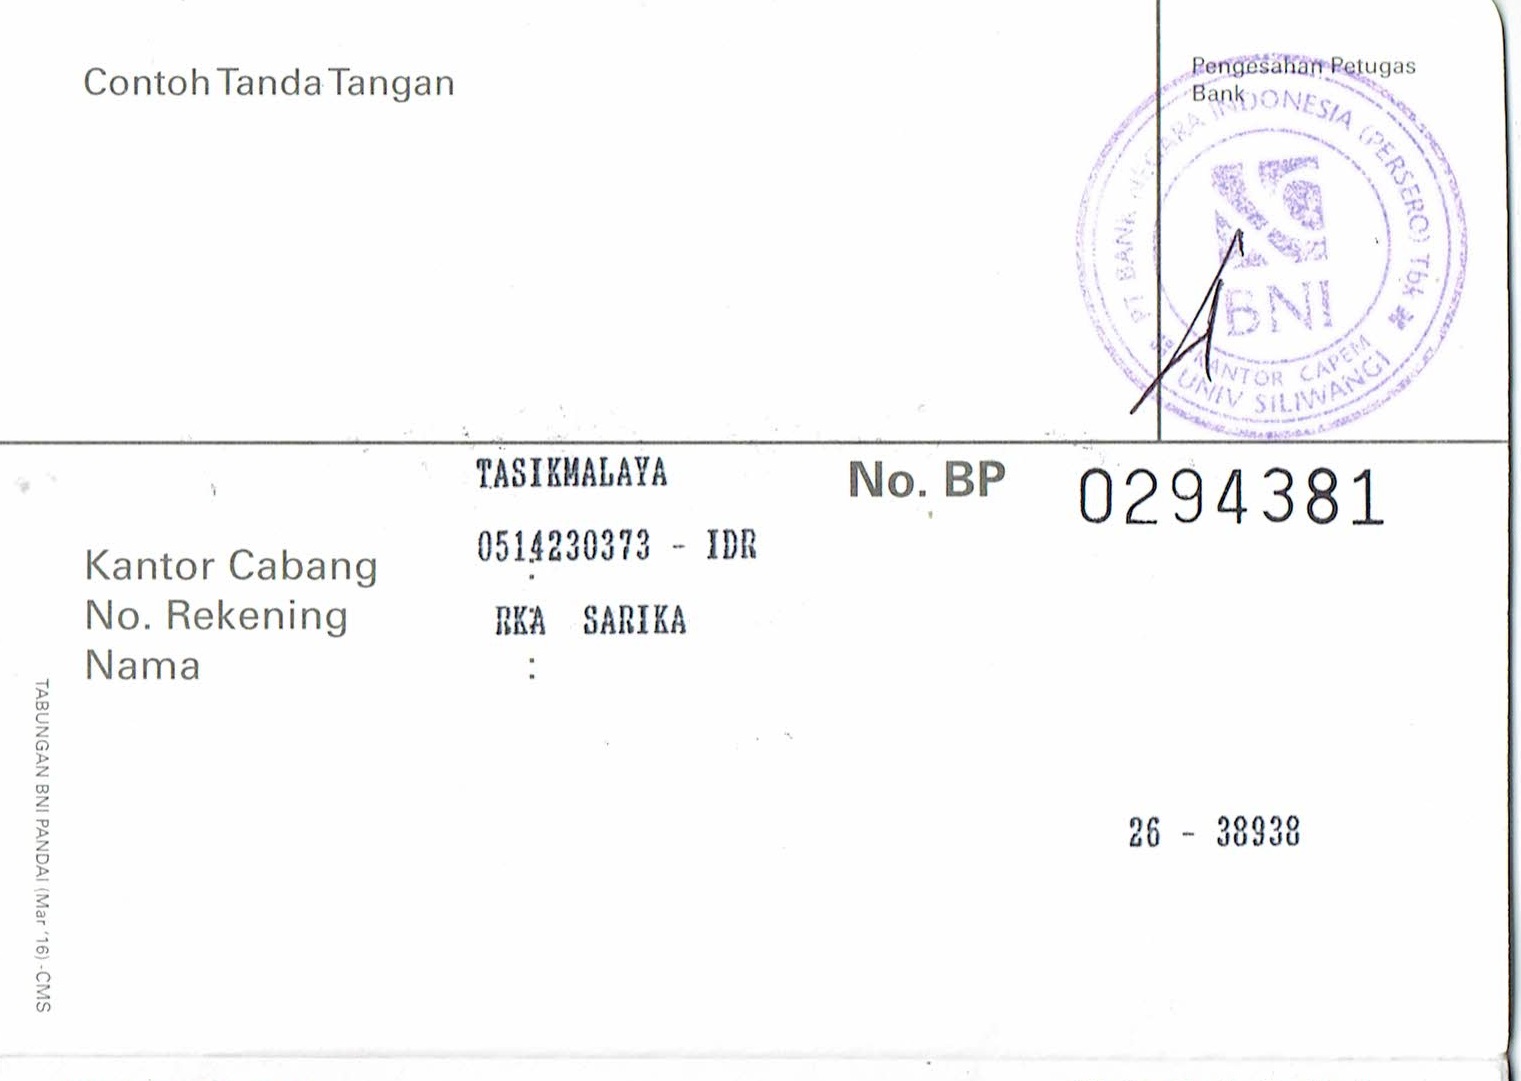 Contoh Tanda Tangan
Pengesahan Petugas
Bank
PT BANK NEGARA INDONESIA (PERSERO) Tbk
BNI
KANTOR CAPEM
UNIV SILIWANGI
TASIKMALAYA
No. BP 0294381
0514230373 - IDR
Kantor Cabang :
RKA SARIKA
No. Rekening
Nama :
26 - 38938
TABUNGAN BNI PANDAI (Mar '16) -CMS